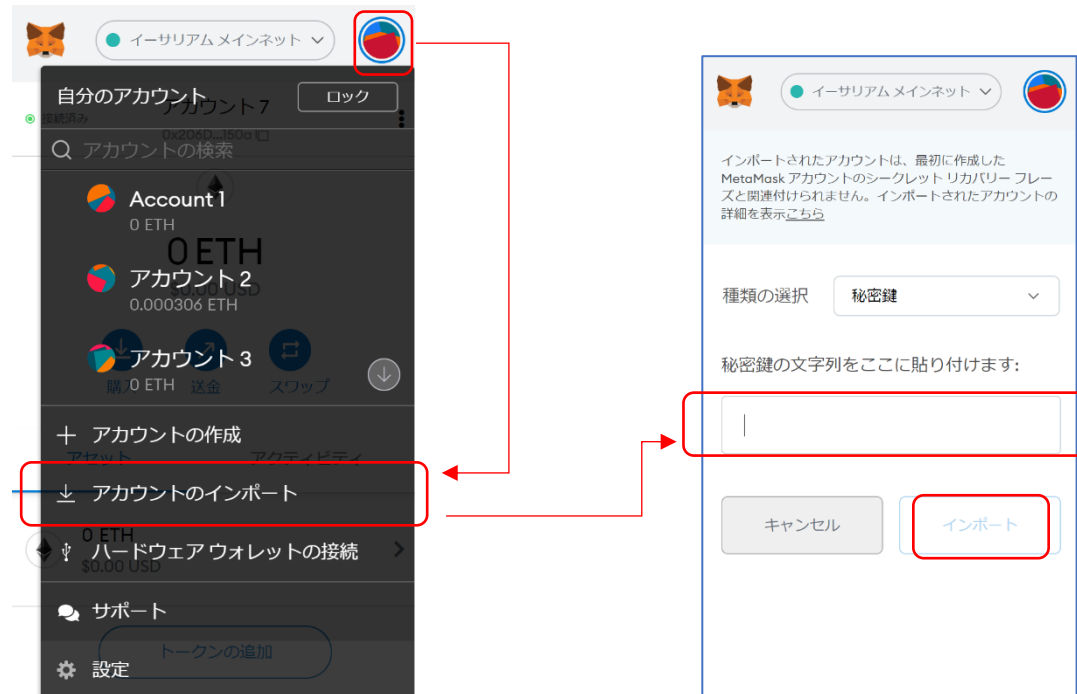 イーサリアム メインネット
自分のアカウント
ロック
アカウント 7
接続済み
0x206D...150a
アカウントの検索
Account 1
0 ETH
0 ETH
アカウント 2
$0.00 USD
0.000306 ETH
アカウント 3
0 ETH
購入
送金
スワップ
アカウントの作成
アセット
アクティビティ
アカウントのインポート
0 ETH
ハードウェア ウォレットの接続
$0.00 USD
サポート
トークンの追加
設定
イーサリアム メインネット
インポートされたアカウントは、最初に作成した
MetaMask アカウントのシークレット リカバリー フレー
ズと関連付けられません。インポートされたアカウントの
詳細を表示こちら
種類の選択
秘密鍵
秘密鍵の文字列をここに貼り付けます:
キャンセル
インポート